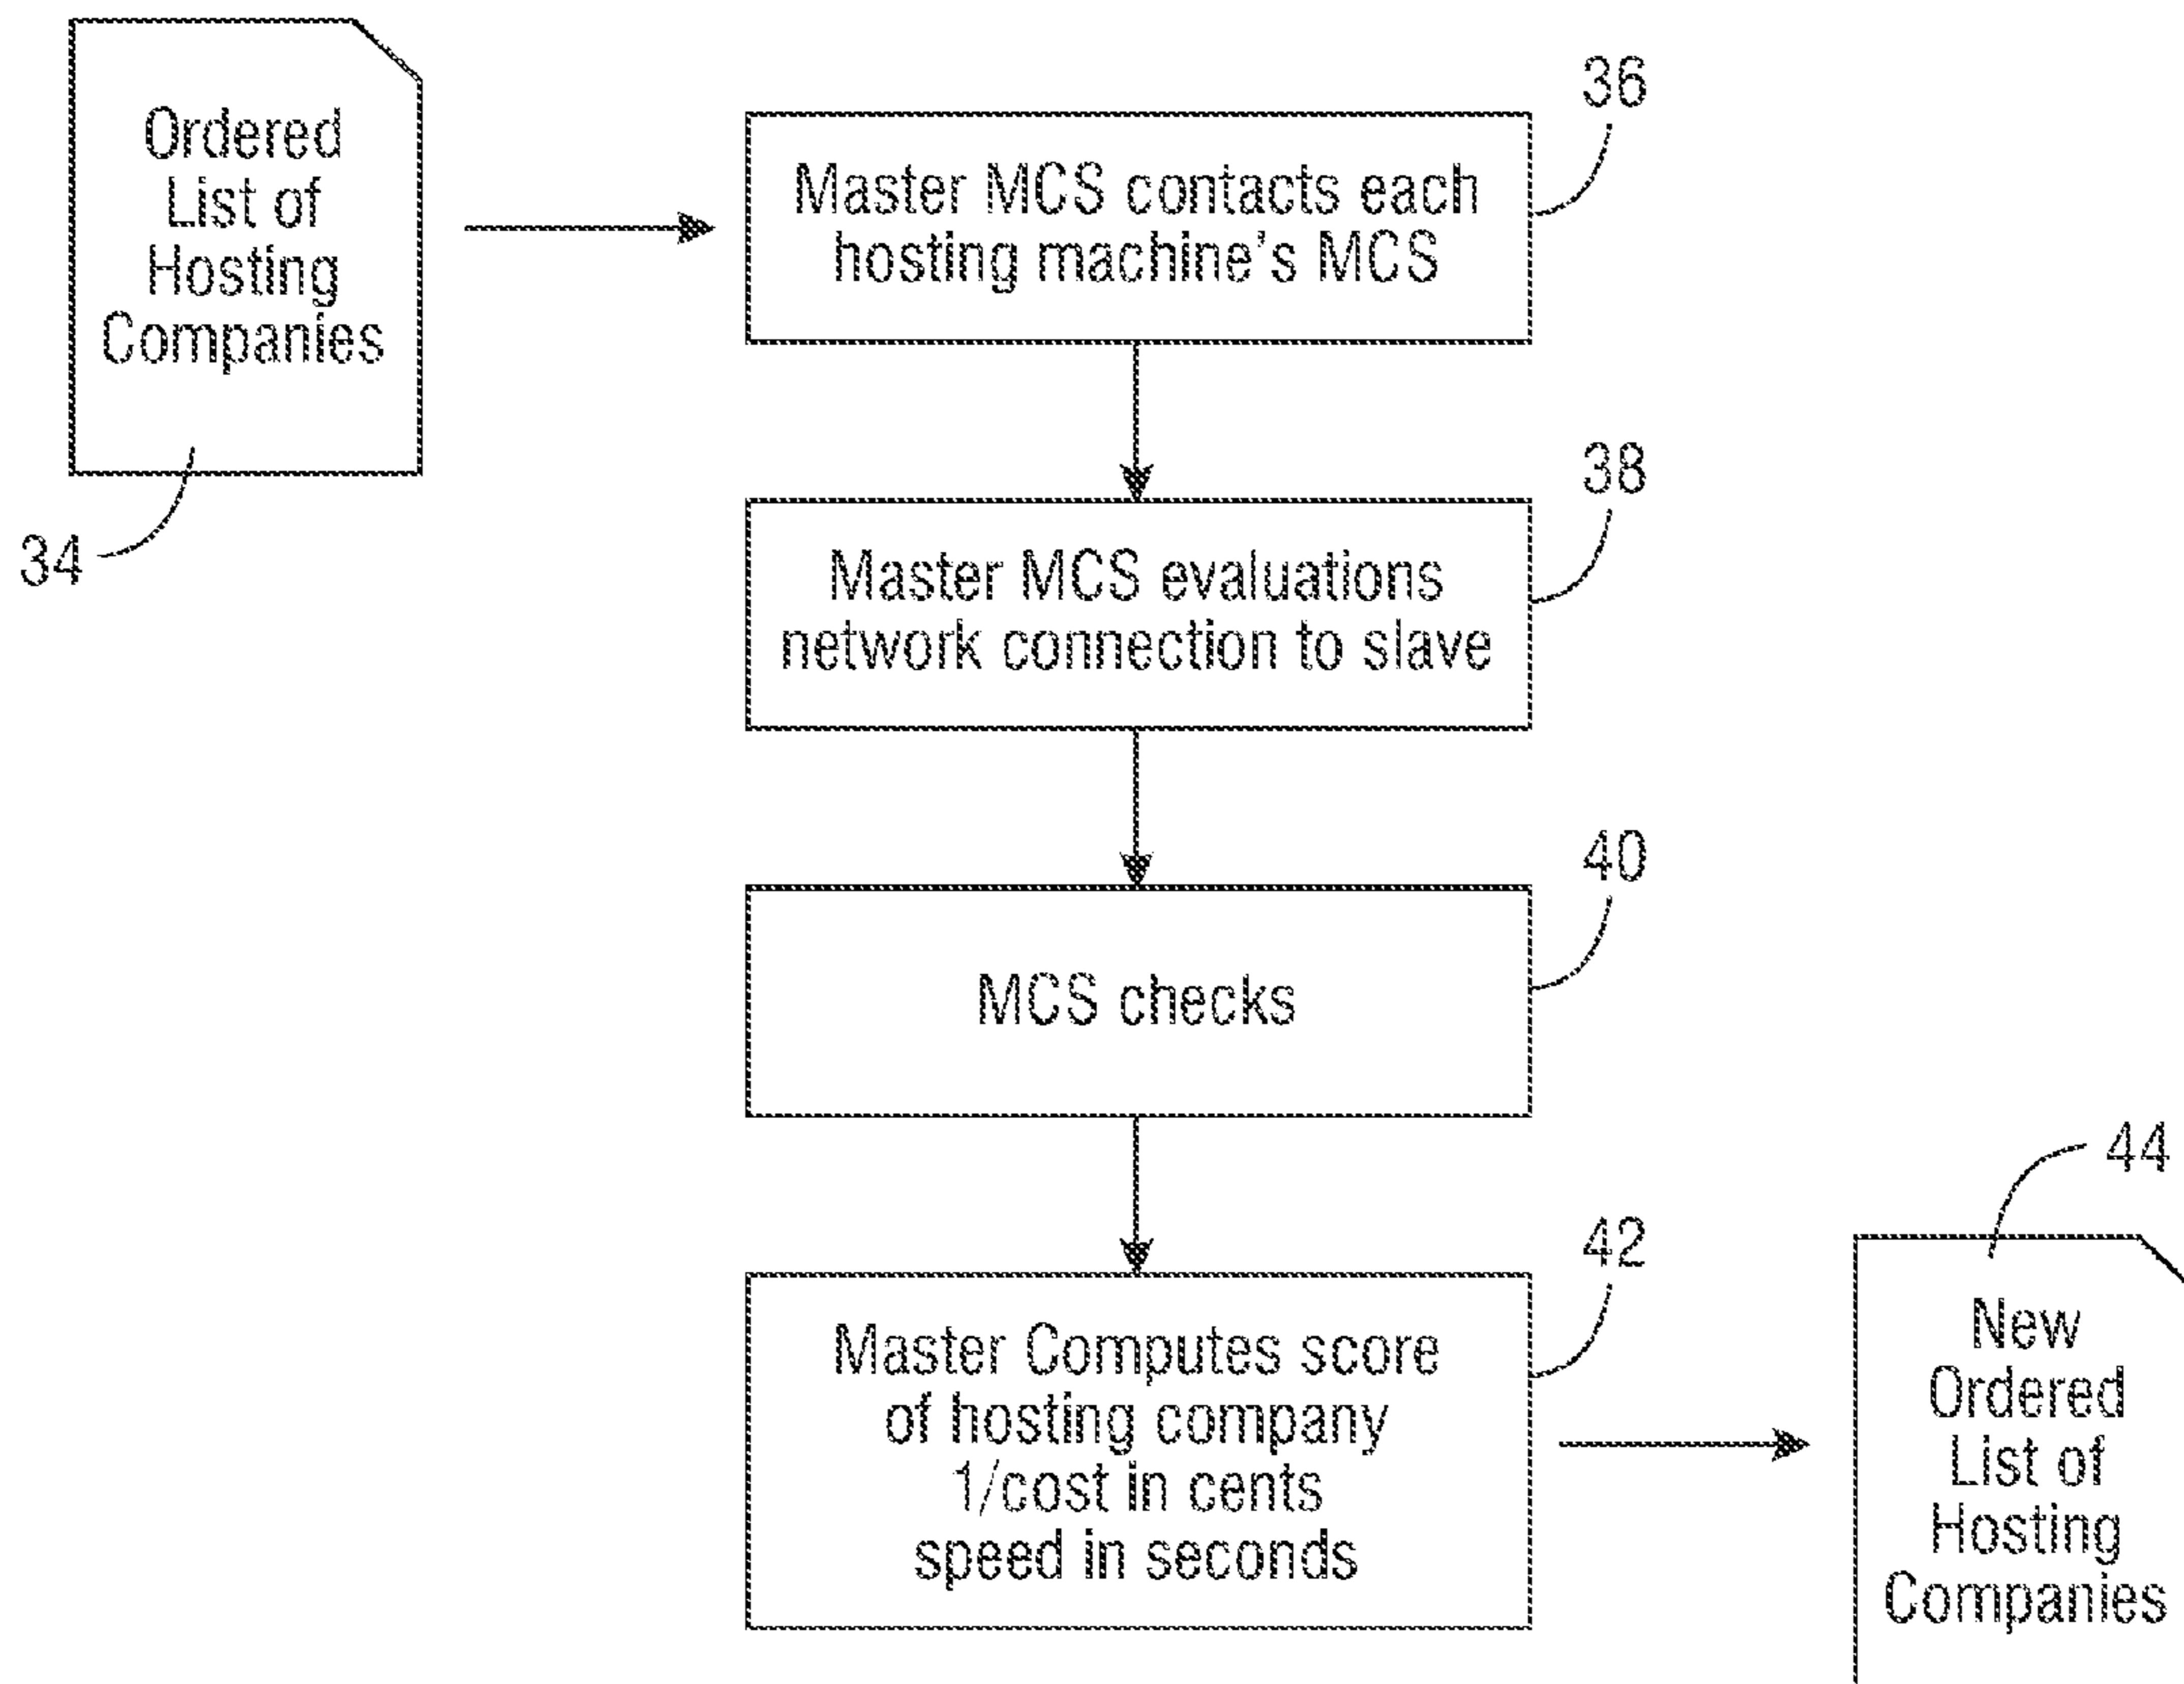 Ordered
List of
Hosting
Companies
34
Master MCS contacts each
hosting machine's MCS
36
Master MCS evaluations
network connection to slave
38
MCS checks
40
Master Computes score
of hosting company
1/cost in cents
speed in seconds
42
44
New
Ordered
List of
Hosting
Companies